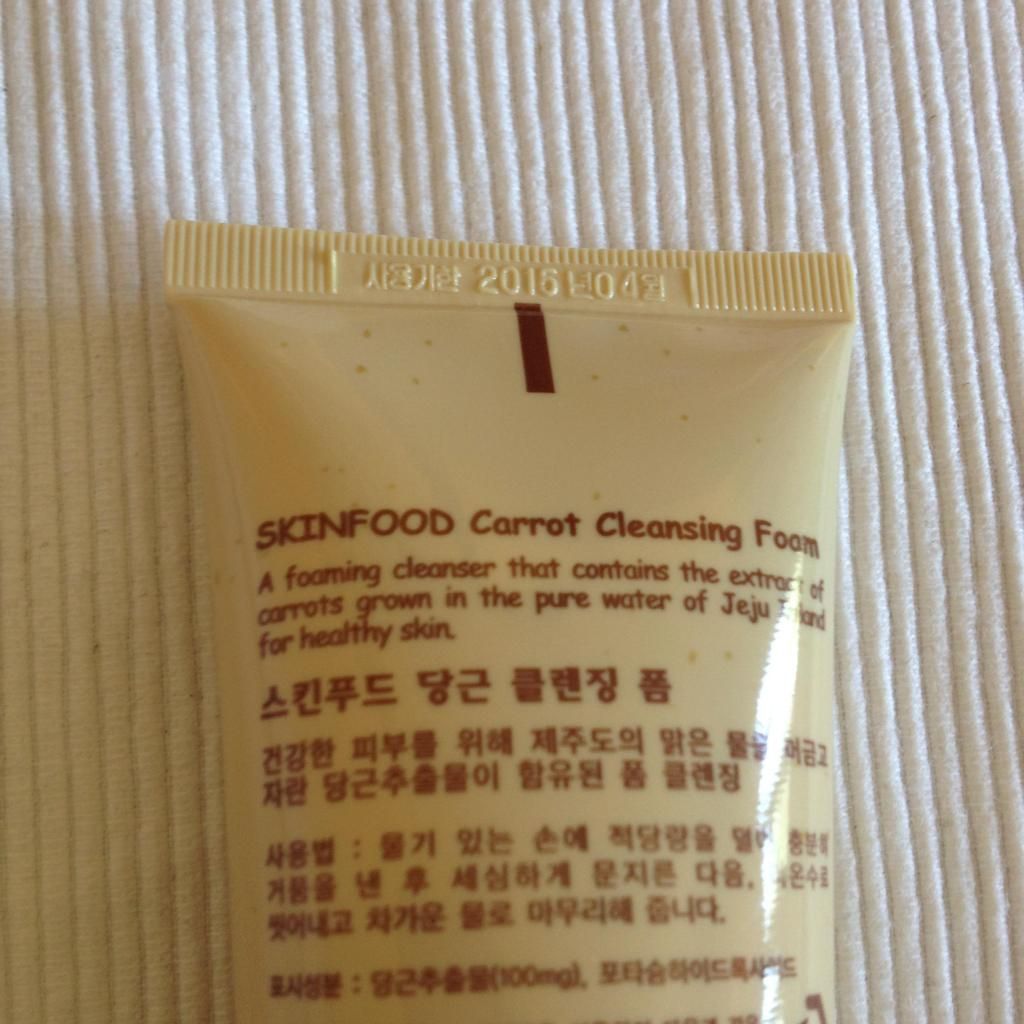 사용기한 2015년04월
SKINFOOD Carrot Cleansing Foam
A foaming cleanser that contains the extract of
carrots grown in the pure water of Jeju
for healthy skin.
스킨푸드 당근 클렌징 폼
건강한 피부를 위해 제주도의 맑은 물을 머금고
자란 당근추출물이 함유된 폼 클렌징
사용법 : 물기 있는 손에 적당량을 덜어 충분히
거품을 낸 후 세심하게 문지른 다음,
씻어내고 차가운 물로 마무리해 줍니다.
표시성분 : 당근추출물(100mg), 포타슘하이드록사이드